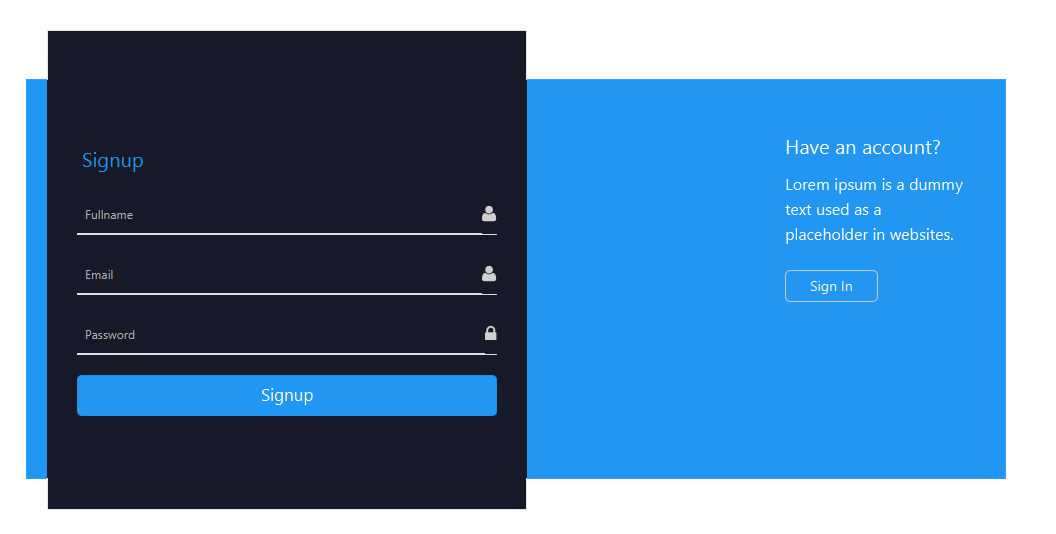 Signup
Fullname
Email
Password
Signup
Have an account?
Lorem ipsum is a dummy
text used as a
placeholder in websites.
Sign In